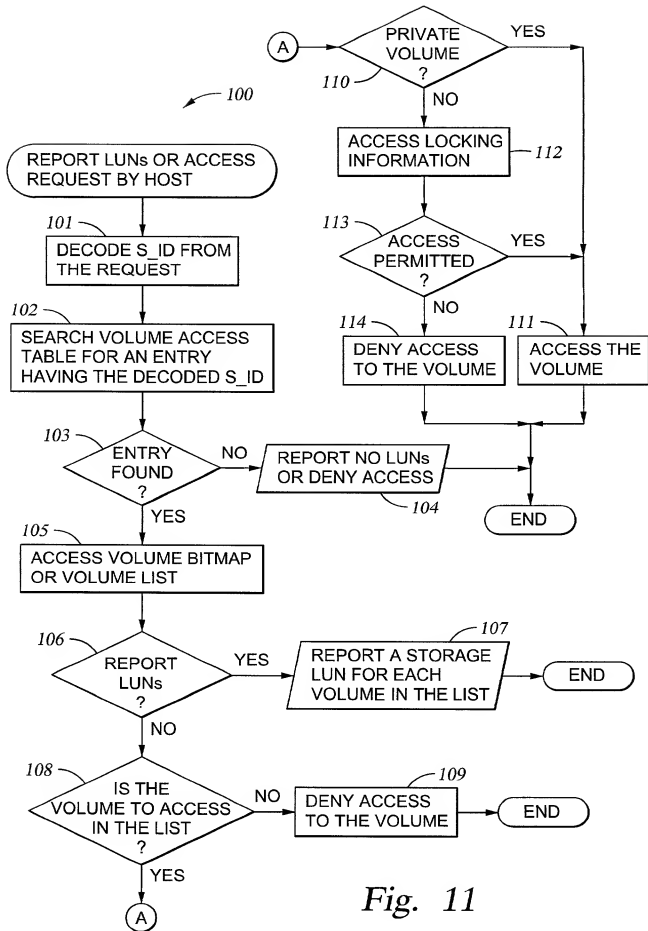 100
REPORT LUNs OR ACCESS
REQUEST BY HOST
101
DECODE S_ID FROM
THE REQUEST
102
SEARCH VOLUME ACCESS
TABLE FOR AN ENTRY
HAVING THE DECODED S_ID
103
ENTRY
FOUND
?
NO
YES
REPORT NO LUNs
OR DENY ACCESS
104
105
ACCESS VOLUME BITMAP
OR VOLUME LIST
106
REPORT
LUNs
?
YES
NO
107
REPORT A STORAGE
LUN FOR EACH
VOLUME IN THE LIST
END
108
IS THE
VOLUME TO ACCESS
IN THE LIST
?
NO
YES
109
DENY ACCESS
TO THE VOLUME
END
A
A
PRIVATE
VOLUME
?
110
YES
NO
ACCESS LOCKING
INFORMATION
112
113
ACCESS
PERMITTED
?
YES
NO
114
DENY ACCESS
TO THE VOLUME
111
ACCESS THE
VOLUME
END
Fig. 11